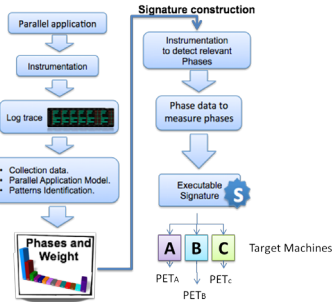 Signature construction
Parallel application
Instrumentation
Log trace
• Collection data.
• Parallel Application Model.
• Patterns Identification.
Phases and
Weight
Instrumentation
to detect relevant
Phases
Phase data to
measure phases
Executable
Signature
S
A B C Target Machines
PETA PETB PETc